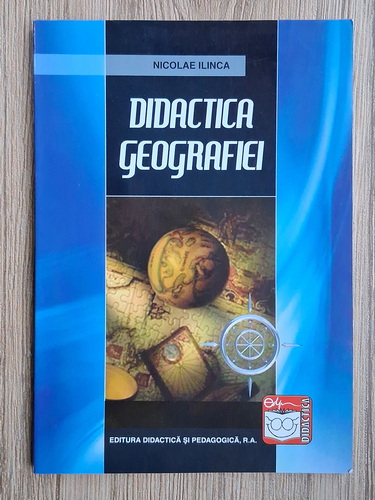 NICOLAE ILINCA
DIDACTICA
GEOGRAFIEI
EDITURA DIDACTICĂ ŞI PEDAGOGICĂ, R.A.
DIDACTICA